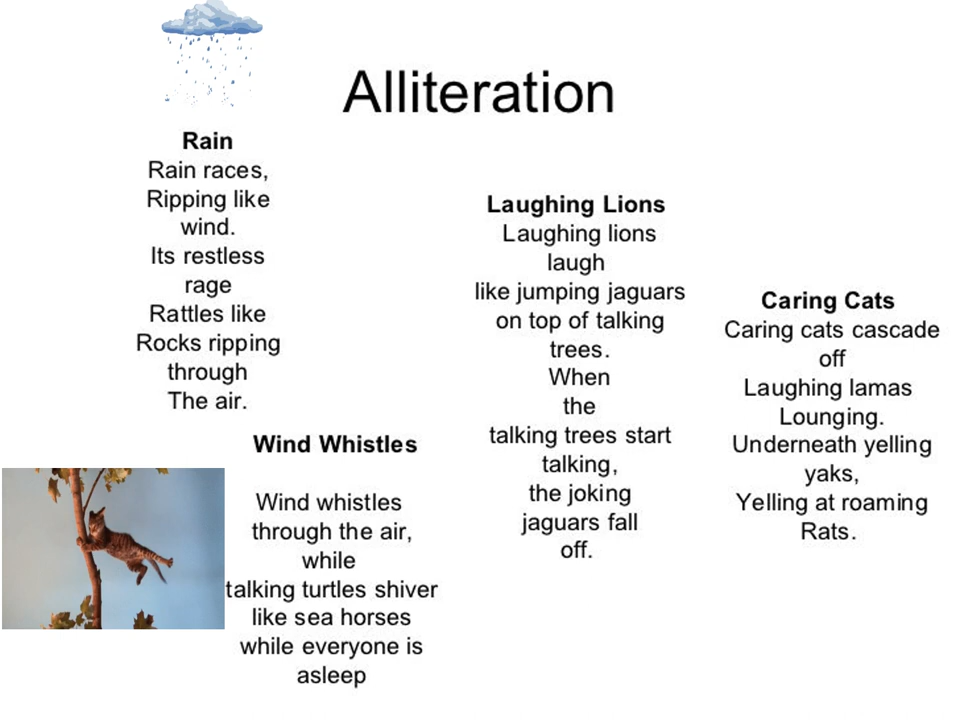 Alliteration
Rain
Rain races,
Ripping like
wind.
Its restless
rage
Rattles like
Rocks ripping
through
The air.
Wind Whistles
Wind whistles
through the air,
while
talking turtles shiver
like sea horses
while everyone is
asleep
Laughing Lions
Laughing lions
laugh
like jumping jaguars
on top of talking
trees.
When
the
talking trees start
talking,
the joking
jaguars fall
off.
Caring Cats
Caring cats cascade
off
Laughing lamas
Lounging.
Underneath yelling
yaks,
Yelling at roaming
Rats.